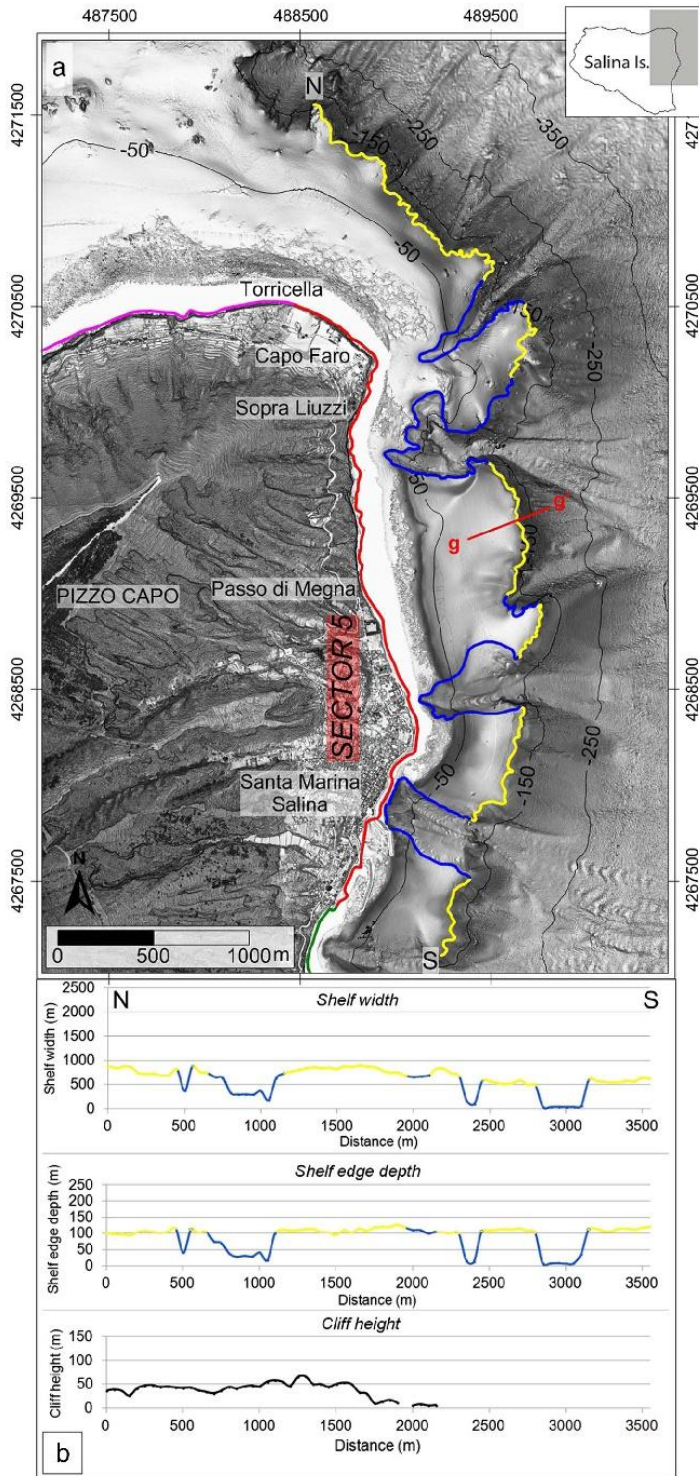 487500 488500 489500
a
Salina Is.
N
4271500
-50
-150
-250
-350
-50
Torricella
4270500
Capo Faro
-250
Sopra Liuzzi
4269500
g
g'
Passo di Megna
PIZZO CAPO
SECTOR 5
4268500
-50
-150
-250
Santa Marina
Salina
4267500
N
0 500 1000m
S
487500 488500 489500
N Shelf width S
Shelf width (m)
2500
2000
1500
1000
500
0
0 500 1000 1500 2000 2500 3000 3500
Distance (m)
Shelf edge depth
Shelf edge depth (m)
250
200
150
100
50
0
0 500 1000 1500 2000 2500 3000 3500
Distance (m)
Cliff height
Cliff height (m)
150
100
50
0
0 500 1000 1500 2000 2500 3000 3500
Distance (m)
b